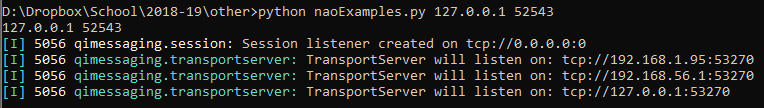 D:\Dropbox\School\2018-19\other>python naoExamples.py 127.0.0.1 52543
127.0.0.1 52543
[I] 5056 qimessaging.session: Session listener created on tcp://0.0.0.0:0
[I] 5056 qimessaging.transportserver: TransportServer will listen on: tcp://192.168.1.95:53270
[I] 5056 qimessaging.transportserver: TransportServer will listen on: tcp://192.168.56.1:53270
[I] 5056 qimessaging.transportserver: TransportServer will listen on: tcp://127.0.0.1:53270